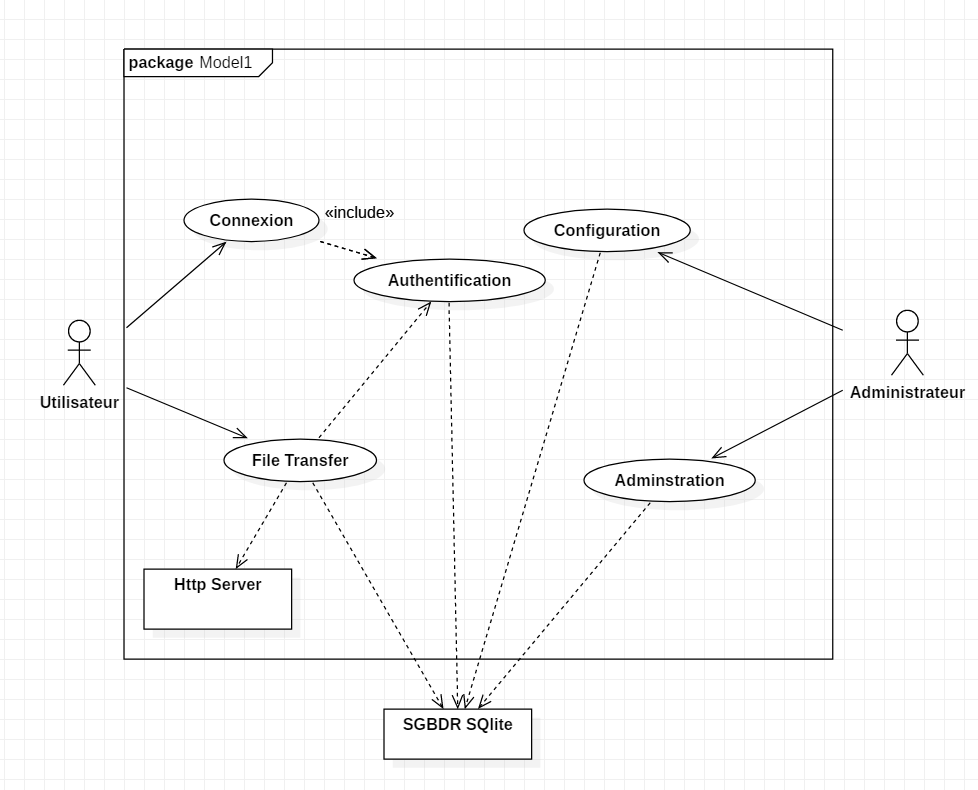 package Model1
Connexion
«include»
Configuration
Authentification
Utilisateur
Administrateur
File Transfer
Adminstration
Http Server
SGBDR SQlite